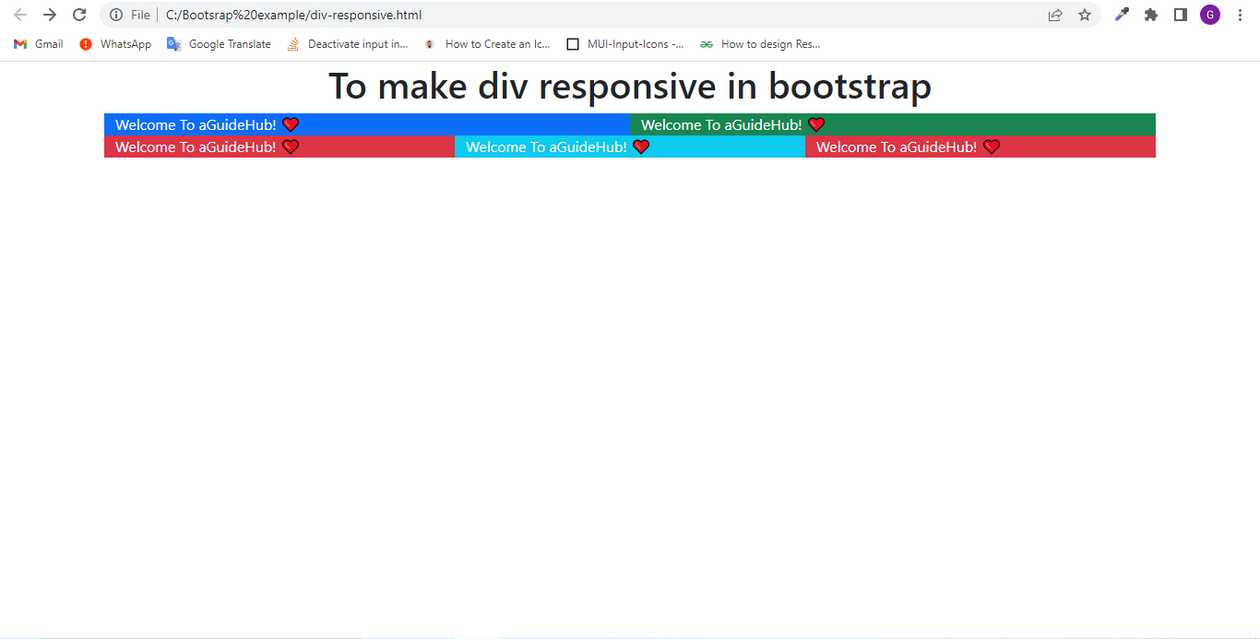 File C:/Bootsrap%20example/div-responsive.html G
Gmail WhatsApp Google Translate Deactivate input in... How to Create an Ic... MUI-Input-Icons -... How to design Res...
To make div responsive in bootstrap
Welcome To aGuideHub! ❤ Welcome To aGuideHub! ❤
Welcome To aGuideHub! ❤ Welcome To aGuideHub! ❤ Welcome To aGuideHub! ❤